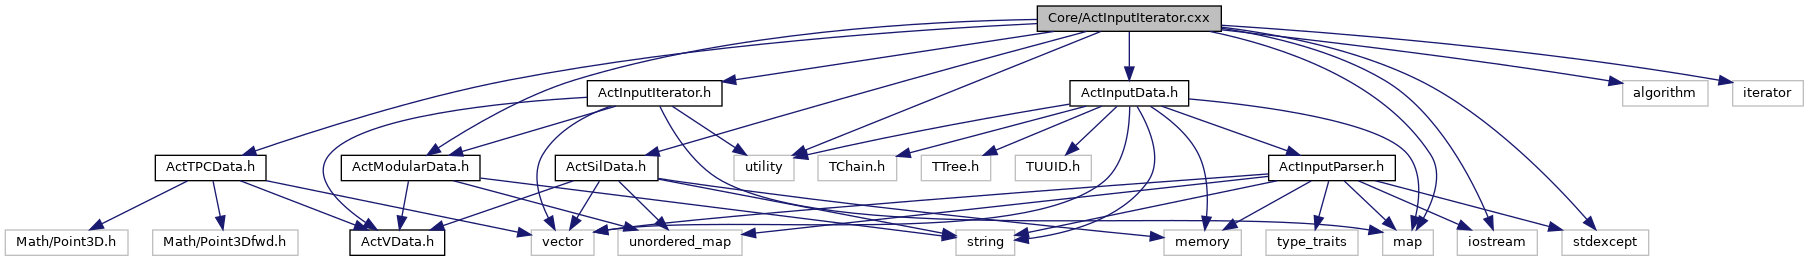 Core/ActInputIterator.cxx
ActInputIterator.h
ActInputData.h
algorithm
iterator
ActTPCData.h
ActModularData.h
ActSilData.h
utility
TChain.h
TTree.h
TUUID.h
ActInputParser.h
Math/Point3D.h
Math/Point3Dfwd.h
ActVData.h
vector
unordered_map
string
memory
type_traits
map
iostream
stdexcept